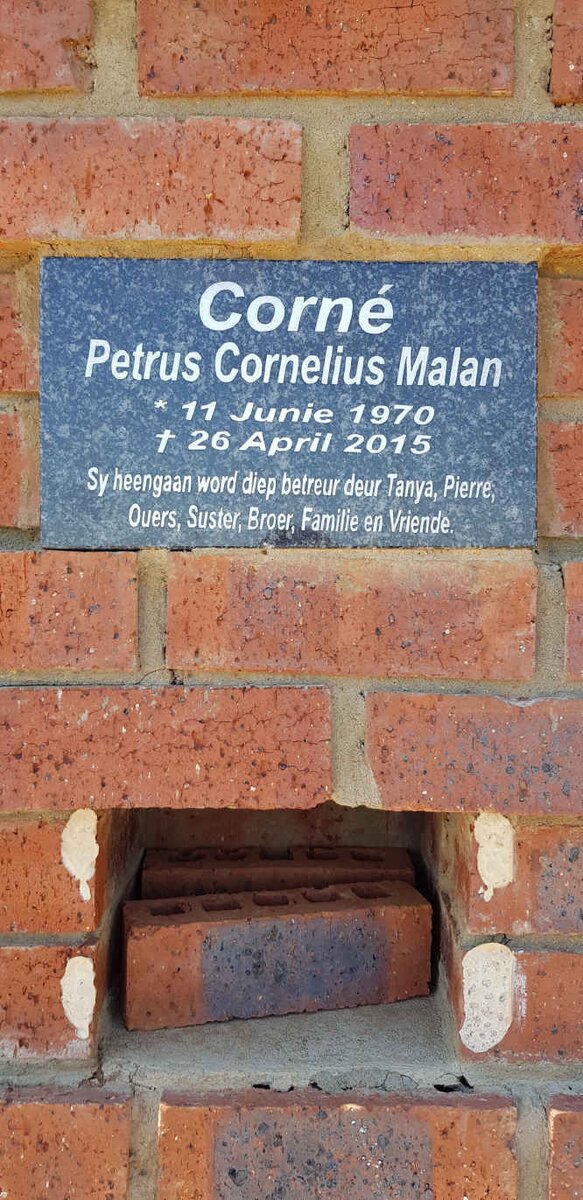 Corné
Petrus Cornelius Malan
* 11 Junie 1970
† 26 April 2015
Sy heengaan word diep betreur deur Tanya, Pierre,
Ouers, Suster, Broer, Familie en Vriende.